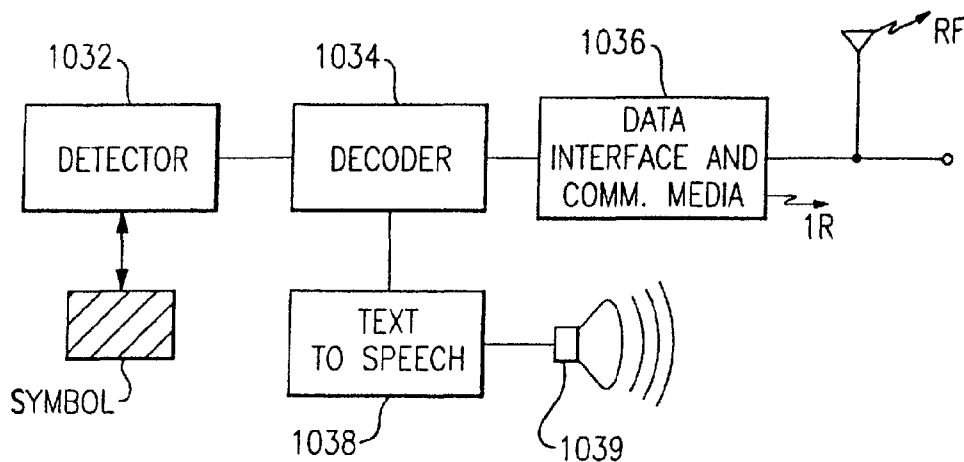 1032
1034
1036
RF
DETECTOR
DECODER
DATA
INTERFACE AND
COMM. MEDIA
1R
TEXT
TO SPEECH
SYMBOL
1038
1039